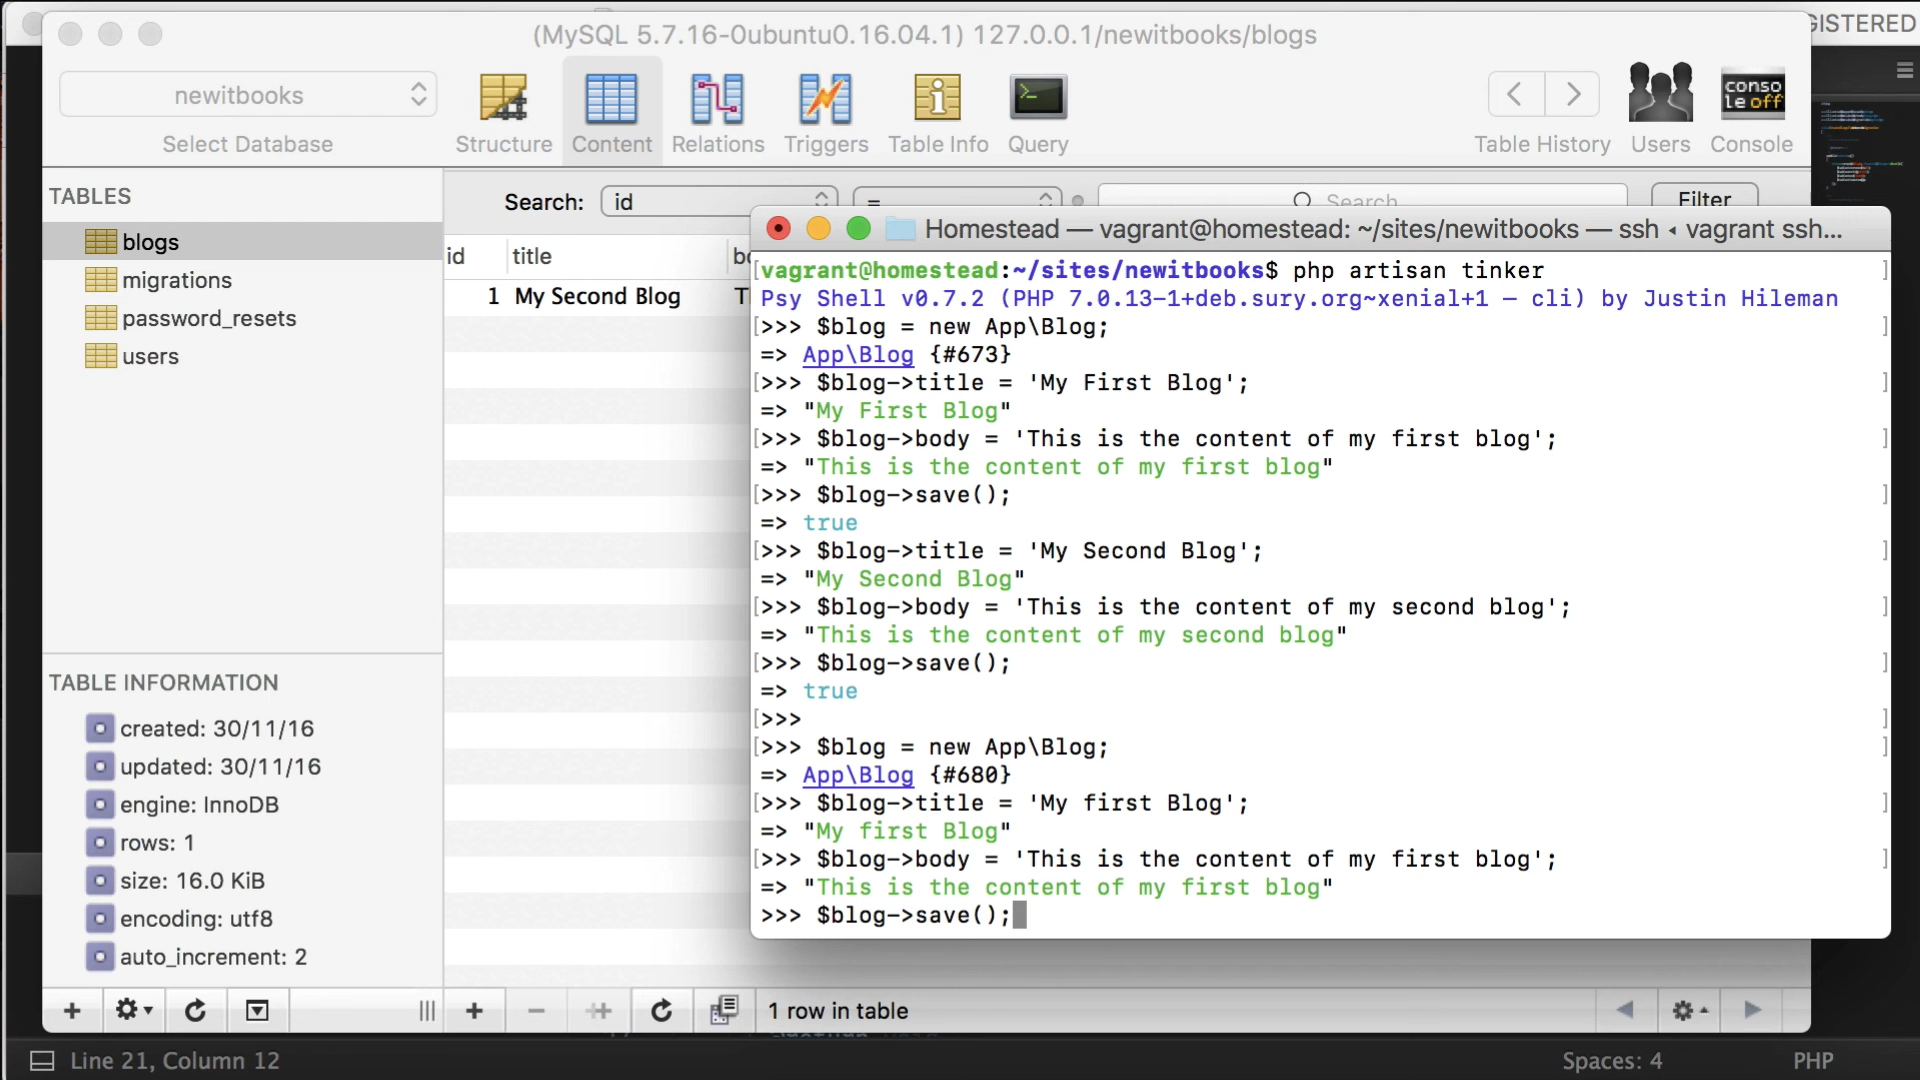 (MySQL 5.7.16-0ubuntu0.16.04.1) 127.0.0.1/newitbooks/blogs
GISTERED
newitbooks
Select Database
Structure
Content
Relations
Triggers
Table Info
Query
Table History
Users
conso
le off
Console
TABLES
blogs
migrations
password_resets
users
Search:
id
=
Search
Filter
id
title
1 My Second Blog
TABLE INFORMATION
created: 30/11/16
updated: 30/11/16
engine: InnoDB
rows: 1
size: 16.0 KiB
encoding: utf8
auto_increment: 2
1 row in table
Homestead — vagrant@homestead: ~/sites/newitbooks — ssh ◂ vagrant ssh...
[vagrant@homestead:~/sites/newitbooks$ php artisan tinker ]
Psy Shell v0.7.2 (PHP 7.0.13-1+deb.sury.org~xenial+1 — cli) by Justin Hileman
[>>> $blog = new App\Blog; ]
=> App\Blog {#673}
[>>> $blog->title = 'My First Blog'; ]
=> "My First Blog"
[>>> $blog->body = 'This is the content of my first blog'; ]
=> "This is the content of my first blog"
[>>> $blog->save(); ]
=> true
[>>> $blog->title = 'My Second Blog'; ]
=> "My Second Blog"
[>>> $blog->body = 'This is the content of my second blog'; ]
=> "This is the content of my second blog"
[>>> $blog->save(); ]
=> true
[>>> ]
[>>> $blog = new App\Blog; ]
=> App\Blog {#680}
[>>> $blog->title = 'My first Blog'; ]
=> "My first Blog"
[>>> $blog->body = 'This is the content of my first blog'; ]
=> "This is the content of my first blog"
>>> $blog->save();
Line 21, Column 12
Spaces: 4
PHP